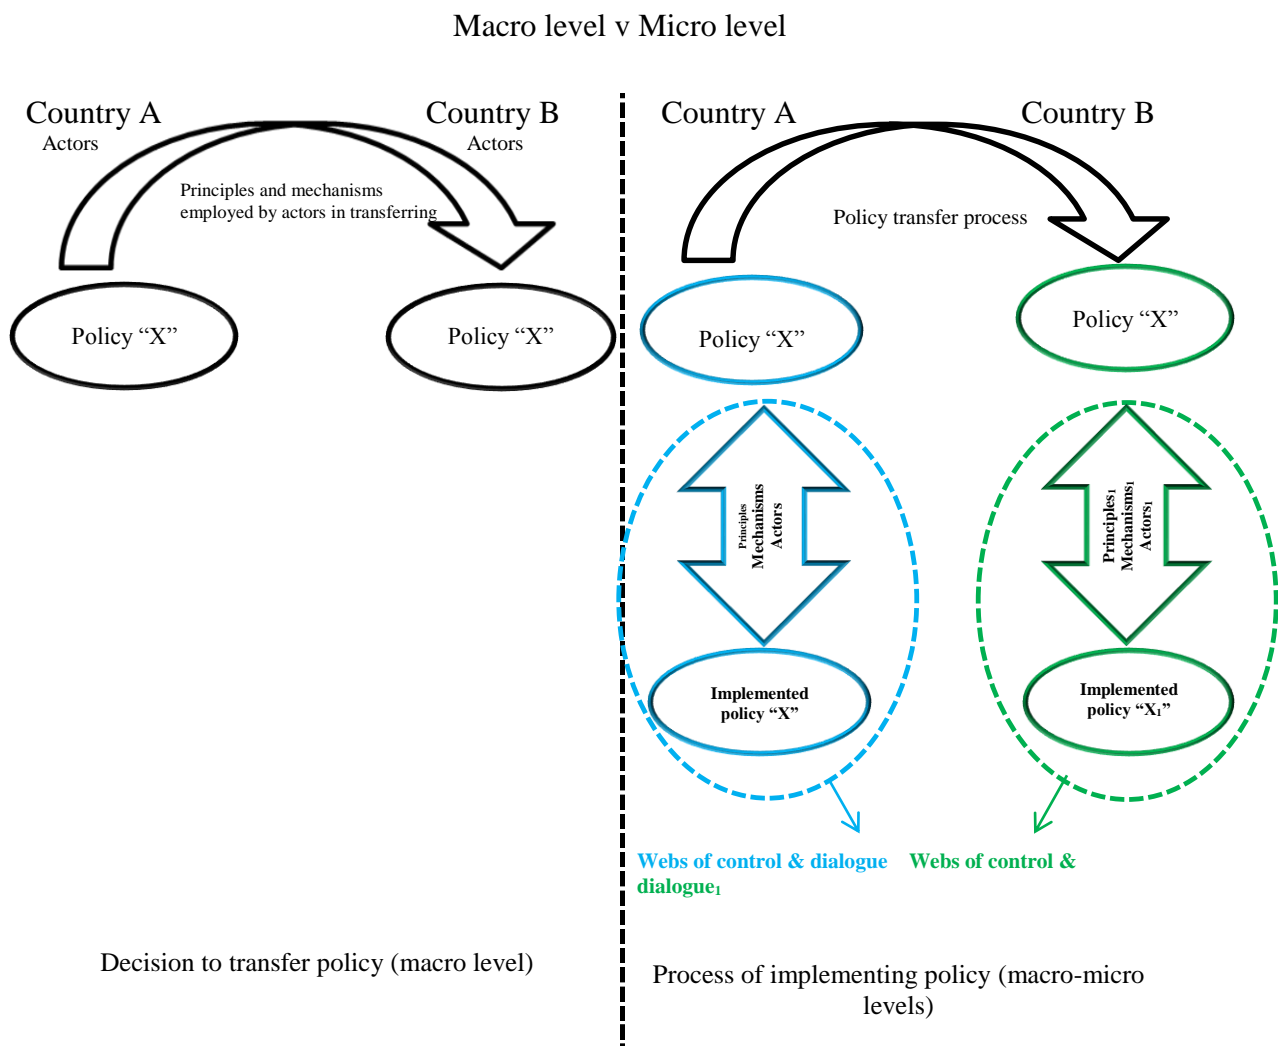 Macro level v Micro level
Country A
Actors
Country B
Actors
Principles and mechanisms
employed by actors in transferring
Policy “X”
Policy “X”
Decision to transfer policy (macro level)
Country A
Country B
Policy transfer process
Policy “X”
Policy “X”
Principles
Mechanisms
Actors
Principles₁
Mechanisms₁
Actors₁
Implemented
policy “X”
Implemented
policy “X₁”
Webs of control & dialogue Webs of control &
dialogue₁
Process of implementing policy (macro-micro
levels)